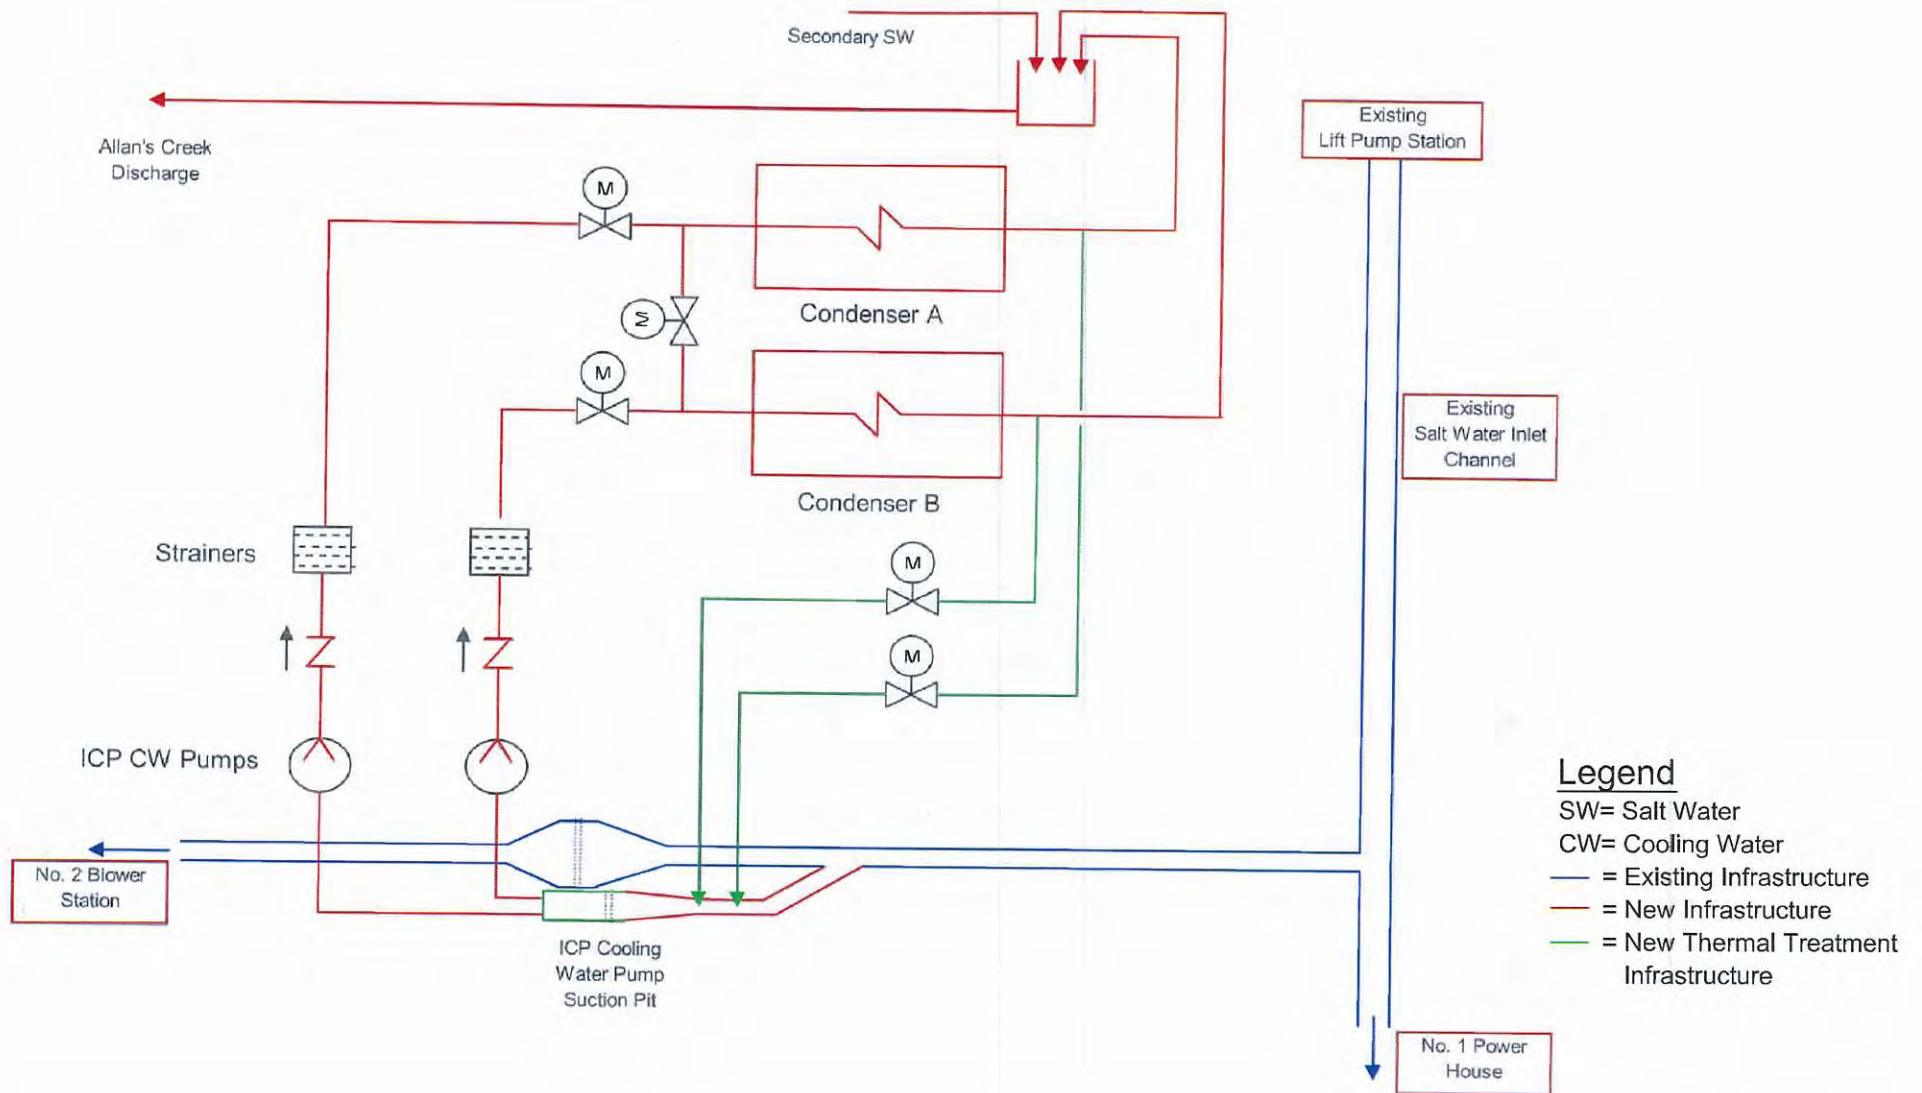 Secondary SW
Allan's Creek
Discharge
Existing
Lift Pump Station
M
Condenser A
M
M
Condenser B
Existing
Salt Water Inlet
Channel
Strainers
M
M
ICP CW Pumps
No. 2 Blower
Station
ICP Cooling
Water Pump
Suction Pit
Legend
SW= Salt Water
CW= Cooling Water
= Existing Infrastructure
= New Infrastructure
= New Thermal Treatment
Infrastructure
No. 1 Power
House